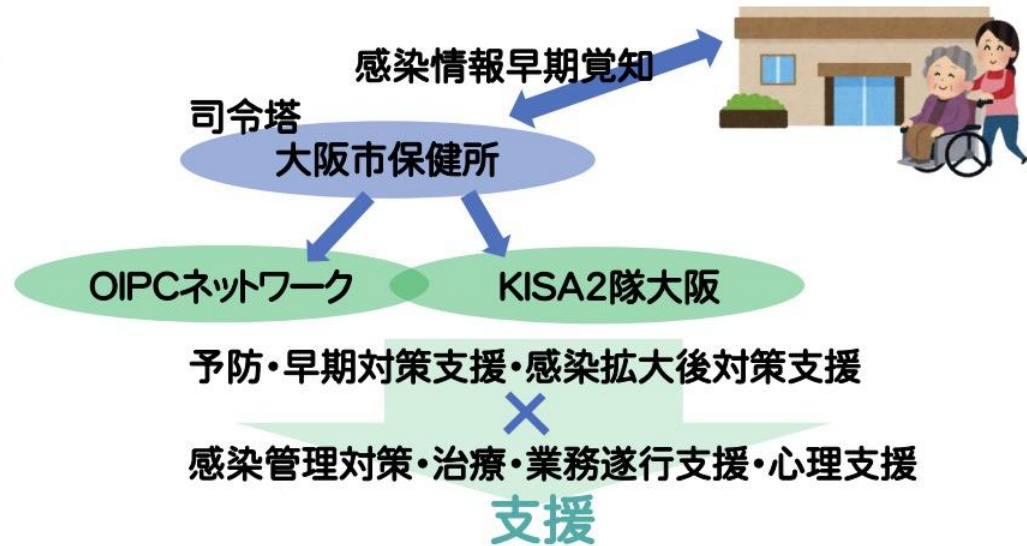 感染情報早期覚知
司令塔
大阪市保健所
OIPCネットワーク
KISA2隊大阪
予防・早期対策支援・感染拡大後対策支援
×
感染管理対策・治療・業務遂行支援・心理支援
支援